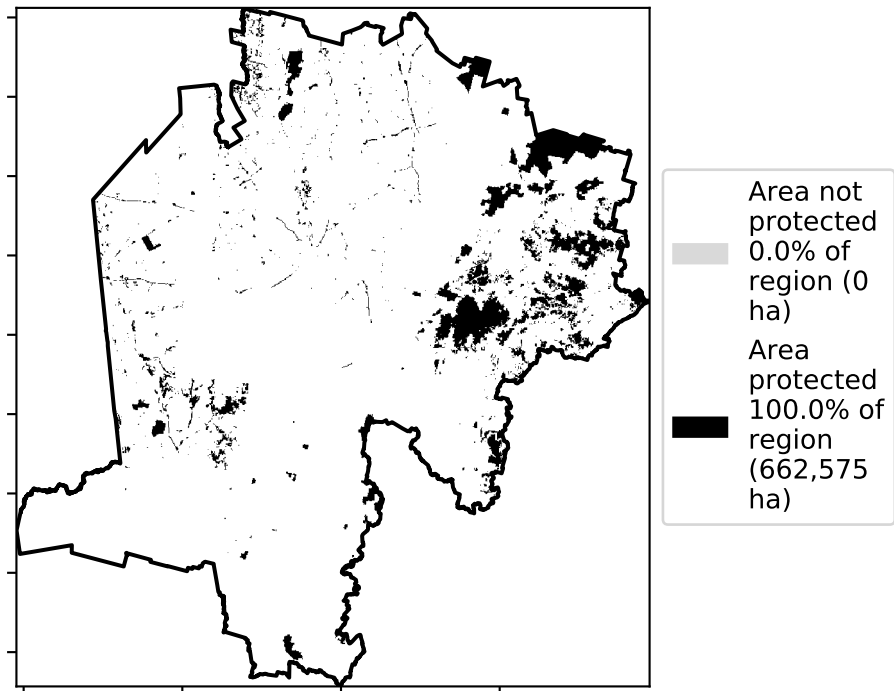 Area not
protected
0.0% of
region (0
ha)
Area
protected
100.0% of
region
(662,575
ha)